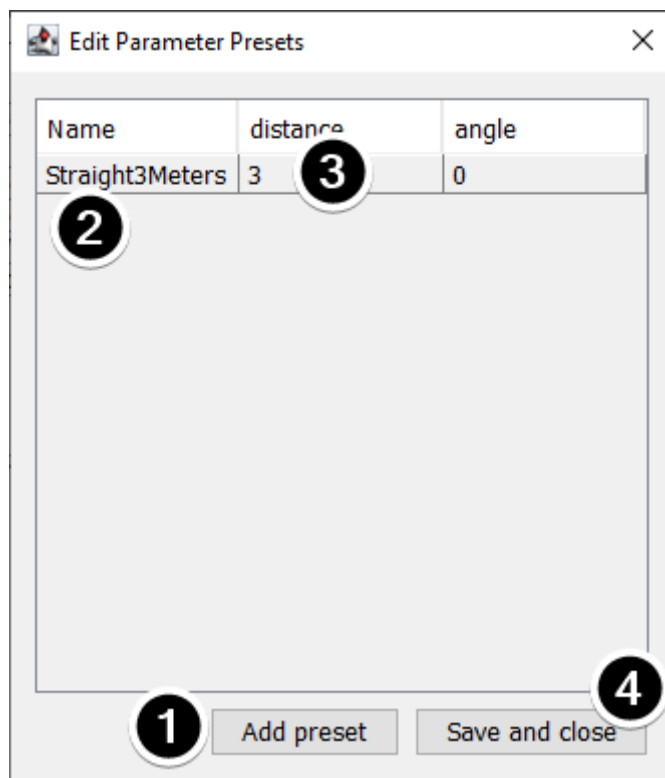 Edit Parameter Presets
Name distance angle
Straight3Meters 3 3 0
2
4
1 Add preset Save and close